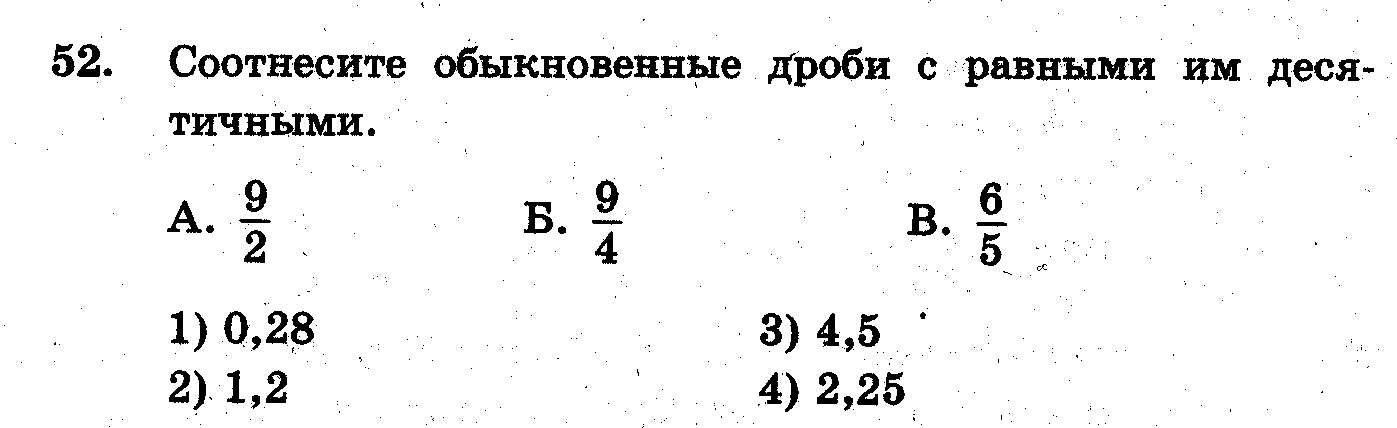 52. Соотнесите обыкновенные дроби с равными им деся-
тичными.
А. 9/2 Б. 9/4 В. 6/5
1) 0,28 3) 4,5
2) 1,2 4) 2,25